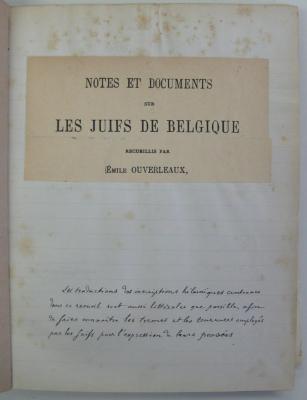 NOTES ET DOCUMENTS
SUR
LES JUIFS DE BELGIQUE
RECUEILLIS PAR
ÉMILE OUVERLEAUX,
Les traductions des inscriptions hébraïques contenues
dans ce recueil sont aussi littérales que possible, afin
de faire connaître les termes et les tournures employés
par les Juifs pour l'expression de leurs pensées